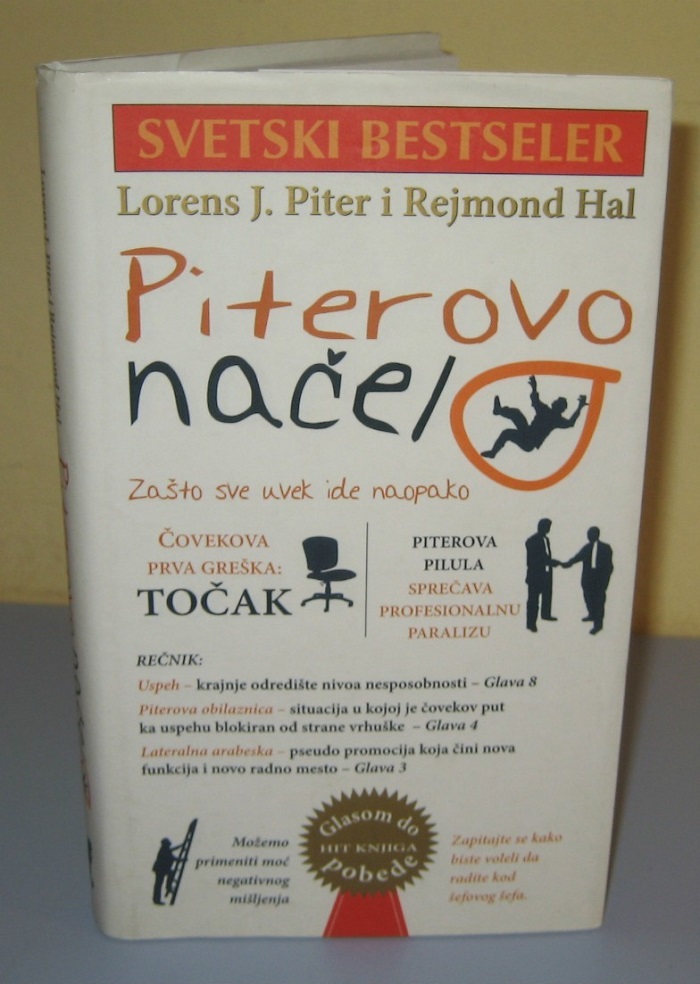 SVETSKI BESTSELER
Lorens J. Piter i Rejmond Hal
Piterovo
načelo
Zašto sve uvek ide naopako
ČOVEKOVA
PRVA GREŠKA:
TOČAK
PITEROVA
PILULA
SPREČAVA
PROFESIONALNU
PARALIZU
REČNIK:
Uspeh – krajnje odredište nivoa nesposobnosti – Glava 8
Piterova obilaznica – situacija u kojoj je čovekov put
ka uspehu blokiran od strane vrhuške – Glava 4
Lateralna arabeska – pseudo promocija koja čini nova
funkcija i novo radno mesto – Glava 3
Možemo
primeniti moć
negativnog
mišljenja
Glasom do
HIT KNJIGA
pobede
Zapitajte se kako
biste voleli da
radite kod
šefovog šefa.
Lorens J. Piter i Rejmond Hal